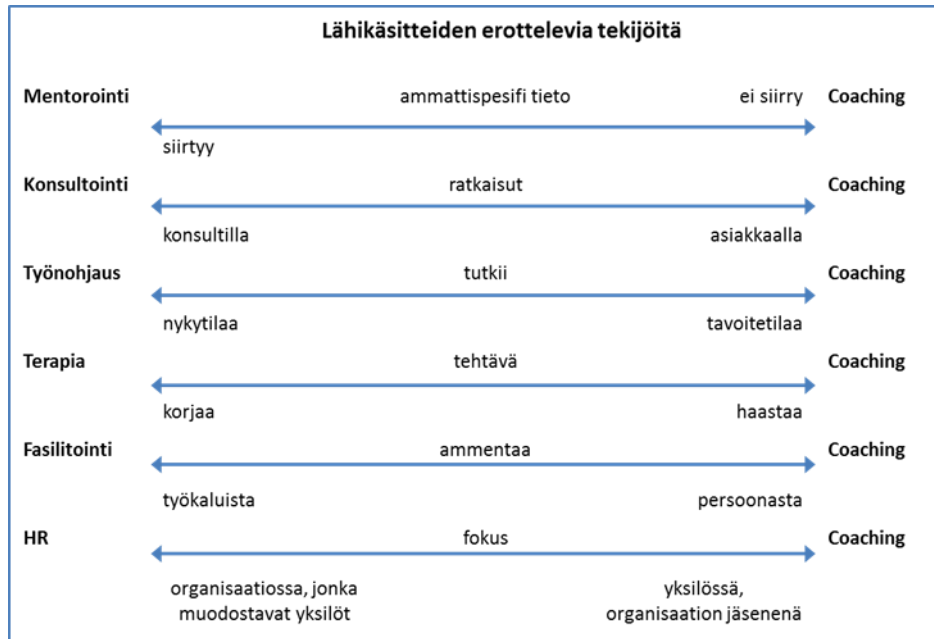 Lähikäsitteiden erottelevia tekijöitä
Mentorointi ammattispesifi tieto ei siirry Coaching
siirtyy
Konsultointi ratkaisut Coaching
konsultilla asiakkaalla
Työnohjaus tutkii Coaching
nykytilaa tavoitetilaa
Terapia tehtävä Coaching
korjaa haastaa
Fasilitointi ammentaa Coaching
työkaluista persoonasta
HR fokus Coaching
organisaatiossa, jonka yksilössä,
muodostavat yksilöt organisaation jäsenenä